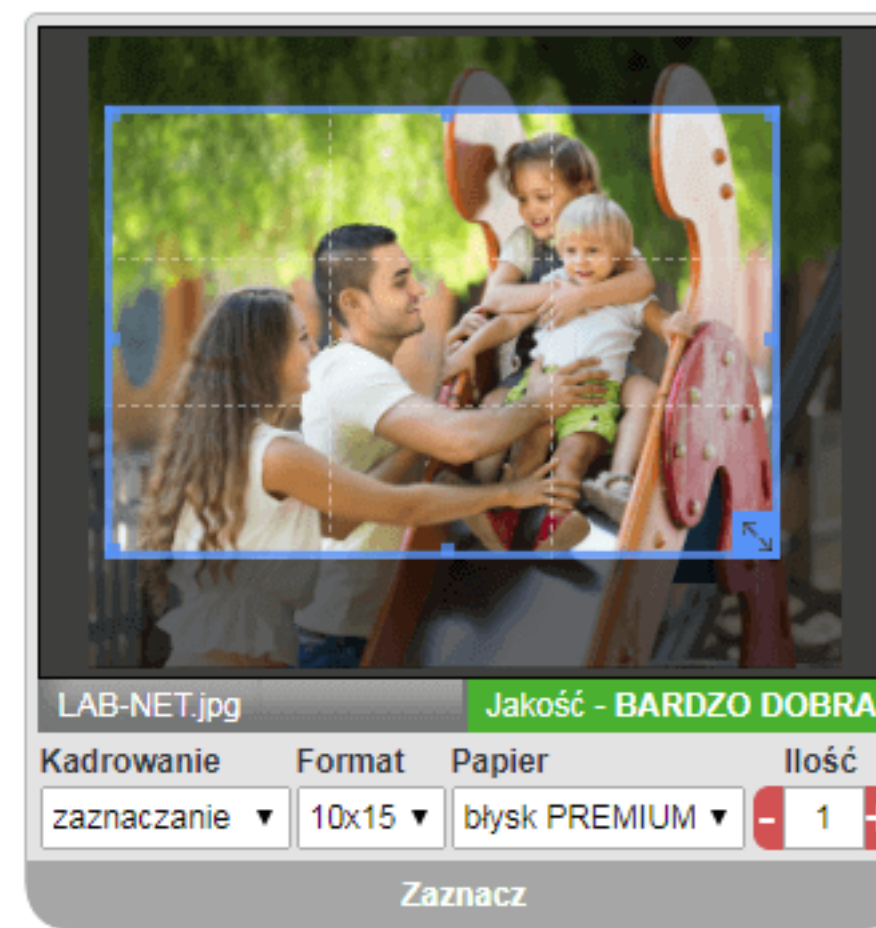 LAB-NET.jpg Jakość - BARDZO DOBRA
Kadrowanie Format Papier Ilość
zaznaczanie 10x15 błysk PREMIUM - 1 +
Zaznacz